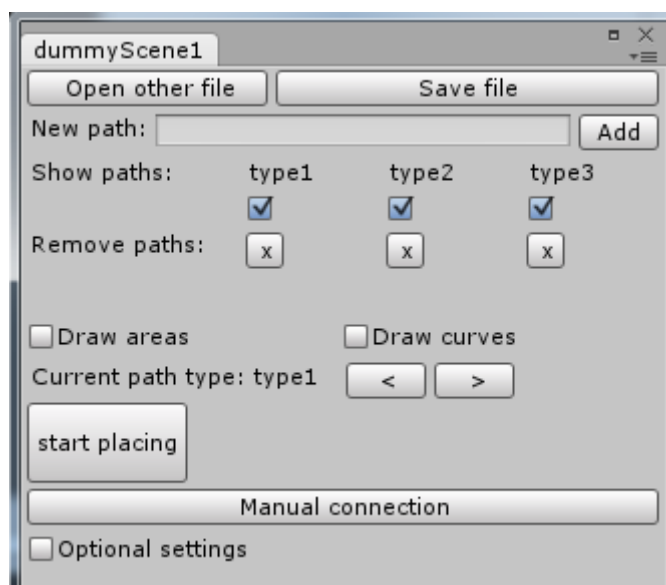 dummyScene1
Open other file Save file
New path: Add
Show paths: type1 type2 type3
Remove paths: x x x
Draw areas Draw curves
Current path type: type1 < >
start placing
Manual connection
Optional settings